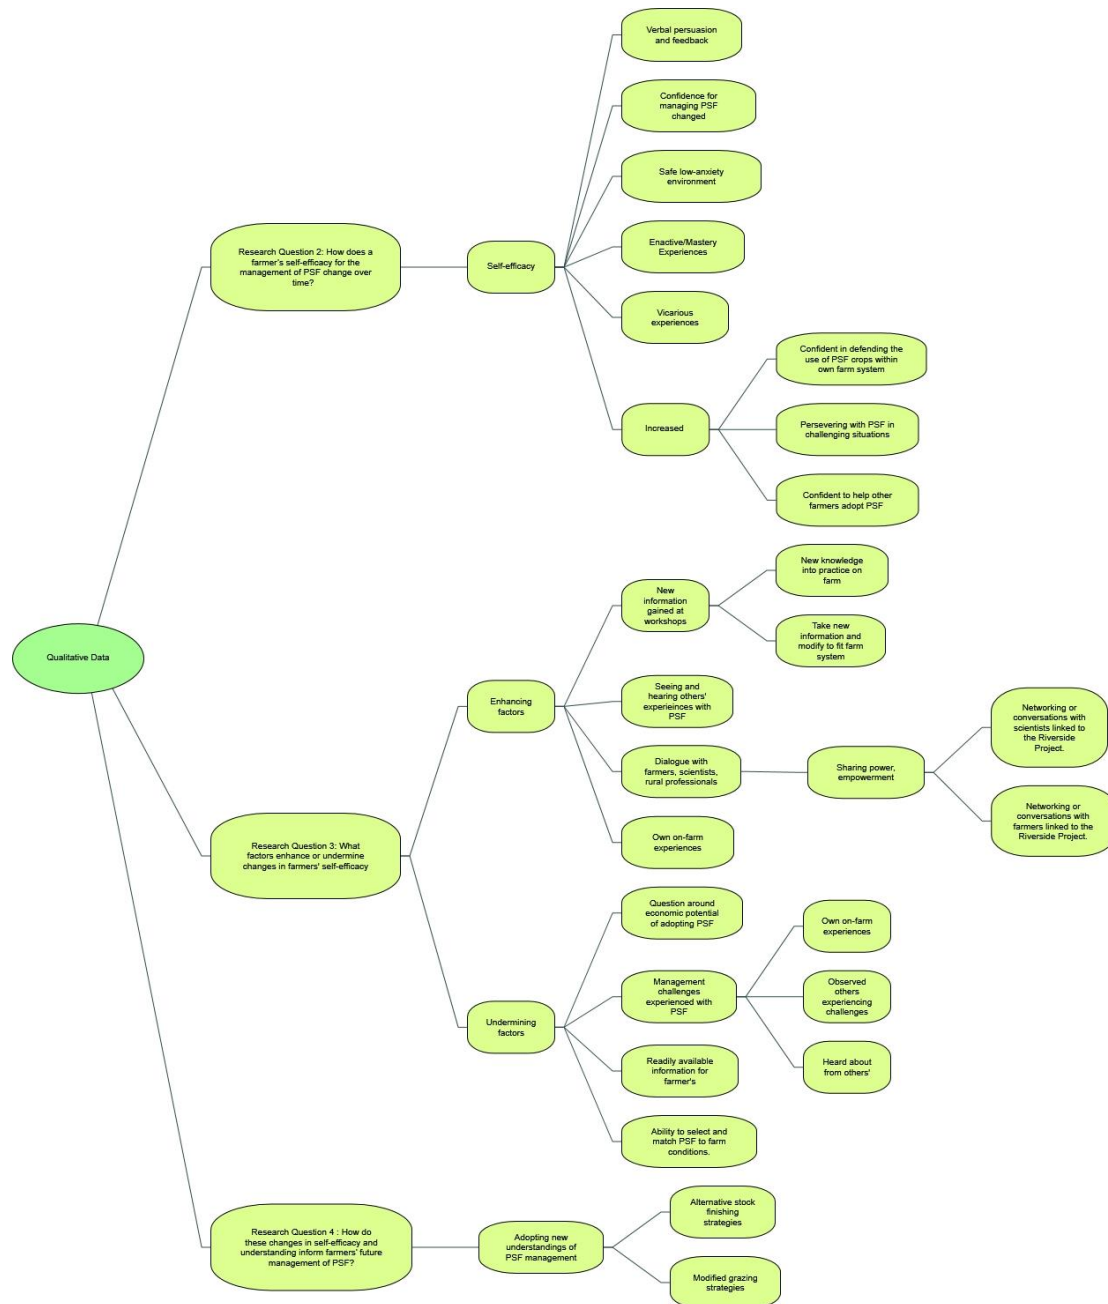 Qualitative Data
Research Question 2: How does a
farmer's self-efficacy for the
management of PSF change over
time?
Self-efficacy
Verbal persuasion
and feedback
Confidence for
managing PSF
changed
Safe low-anxiety
environment
Enactive/Mastery
Experiences
Vicarious
experiences
Increased
Confident in defending the
use of PSF crops within
own farm system
Persevering with PSF in
challenging situations
Confident to help other
farmers adopt PSF
Research Question 3: What
factors enhance or undermine
changes in farmers' self-efficacy
Enhancing
factors
New
information
gained at
workshops
New knowledge
into practice on
farm
Take new
information and
modify to fit farm
system
Seeing and
hearing others'
experieinces with
PSF
Dialogue with
farmers, scientists,
rural professionals
Sharing power,
empowerment
Networking or
conversations with
scientists linked to
the Riverside
Project.
Networking or
conversations with
farmers linked to the
Riverside Project.
Own on-farm
experiences
Undermining
factors
Question around
economic potential
of adopting PSF
Management
challenges
experienced with
PSF
Own on-farm
experiences
Observed
others
experiencing
challenges
Heard about
from others'
Readily available
information for
farmer's
Ability to select and
match PSF to farm
conditions.
Research Question 4 : How do
these changes in self-efficacy and
understanding inform farmers' future
management of PSF?
Adopting new
understandings of
PSF management
Alternative stock
finishing
strategies
Modified grazing
strategies